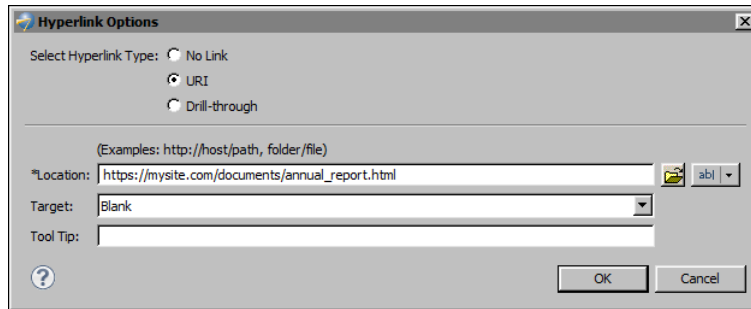 Hyperlink Options
Select Hyperlink Type: No Link
URI
Drill-through
(Examples: http://host/path, folder/file)
*Location: https://mysite.com/documents/annual_report.html abl
Target: Blank
Tool Tip:
? OK Cancel